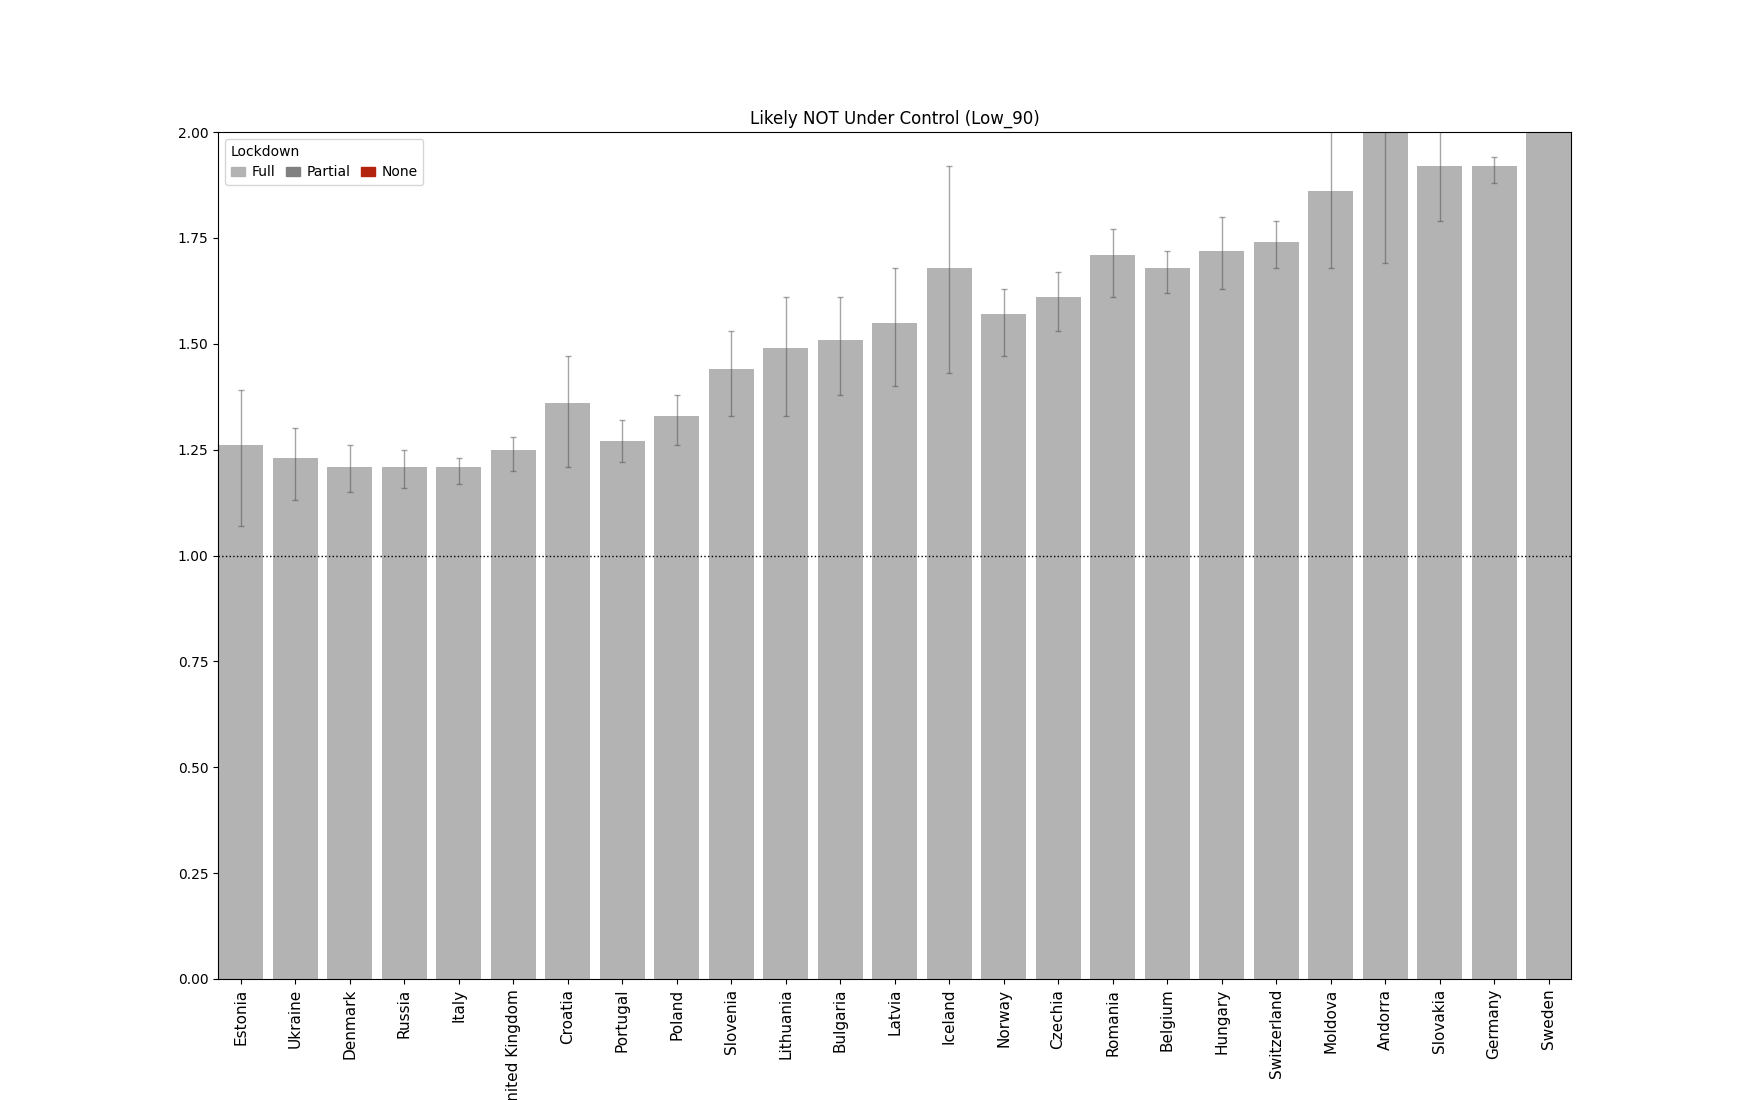 Likely NOT Under Control (Low_90)
Lockdown
Full Partial None
2.00
1.75
1.50
1.25
1.00
0.75
0.50
0.25
0.00
Estonia
Ukraine
Denmark
Russia
Italy
nited Kingdom
Croatia
Portugal
Poland
Slovenia
Lithuania
Bulgaria
Latvia
Iceland
Norway
Czechia
Romania
Belgium
Hungary
Switzerland
Moldova
Andorra
Slovakia
Germany
Sweden